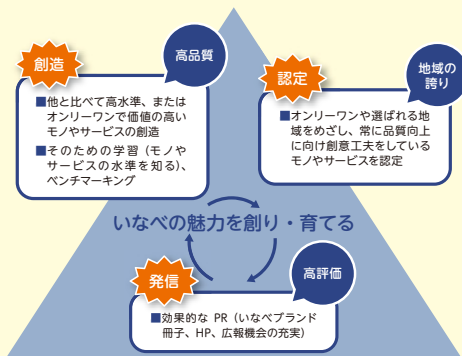 創造
高品質
■他と比べて高水準、または
オンリーワンで価値の高い
モノやサービスの創造
■そのための学習（モノや
サービスの水準を知る）、
ベンチマーキング
認定
地域の
誇り
■オンリーワンや選ばれる地
域をめざし、常に品質向上
に向け創意工夫をしている
モノやサービスを認定
いなべの魅力を創り・育てる
発信
高評価
■効果的な PR（いなべブランド
冊子、HP、広報機会の充実）